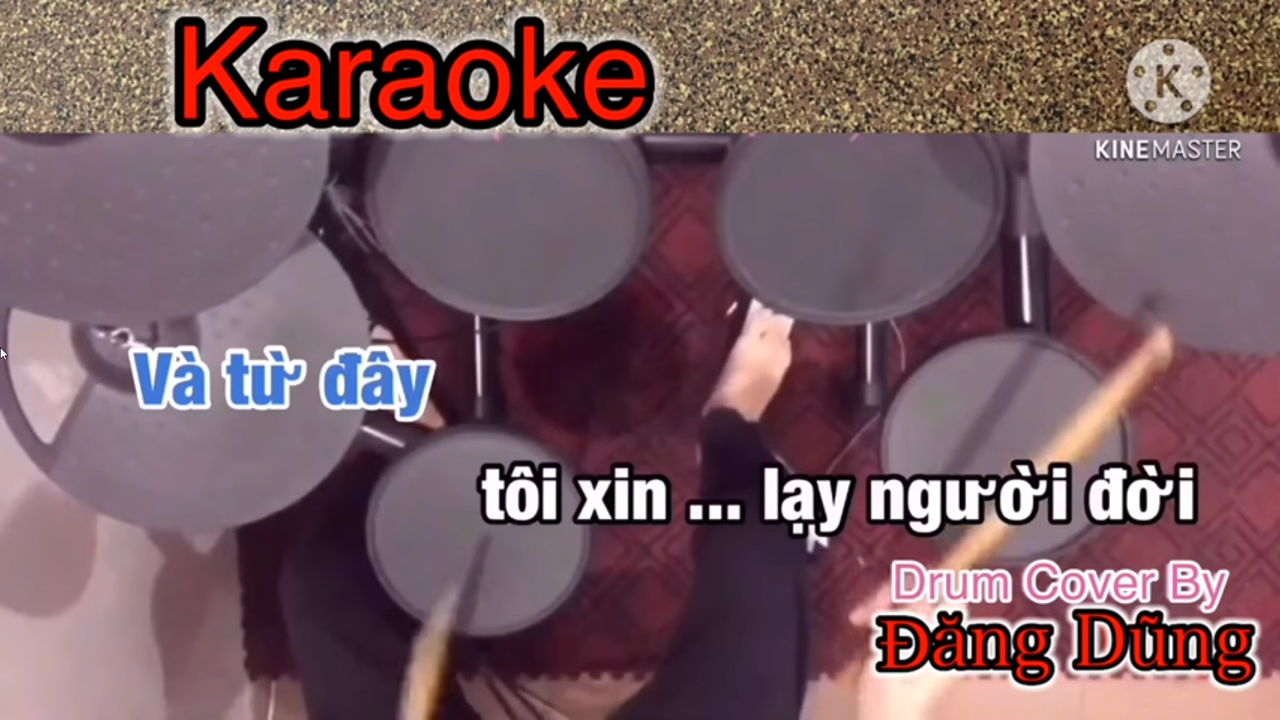 Karaoke
K
KINEMASTER
Và từ đây
tôi xin ... lạy người đời
Drum Cover By
Đăng Dũng